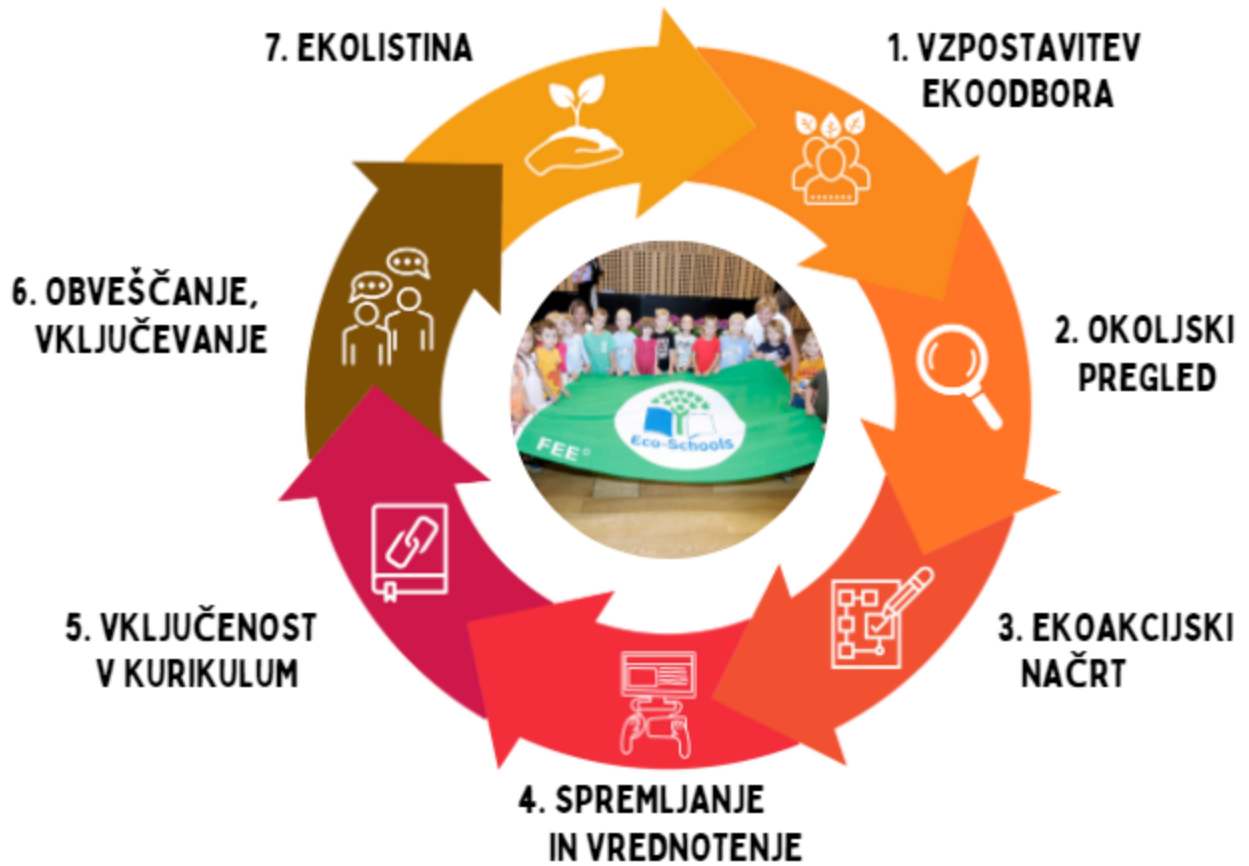 7. EKOLISTINA
1. VZPOSTAVITEV
EKOODBORA
2. OKOLJSKI
PREGLED
3. EKOAKCIJSKI
NAČRT
4. SPREMLJANJE
IN VREDNOTENJE
5. VKLJUČENOST
V KURIKULUM
6. OBVEŠČANJE,
VKLJUČEVANJE
Eco-Schools
FEE®